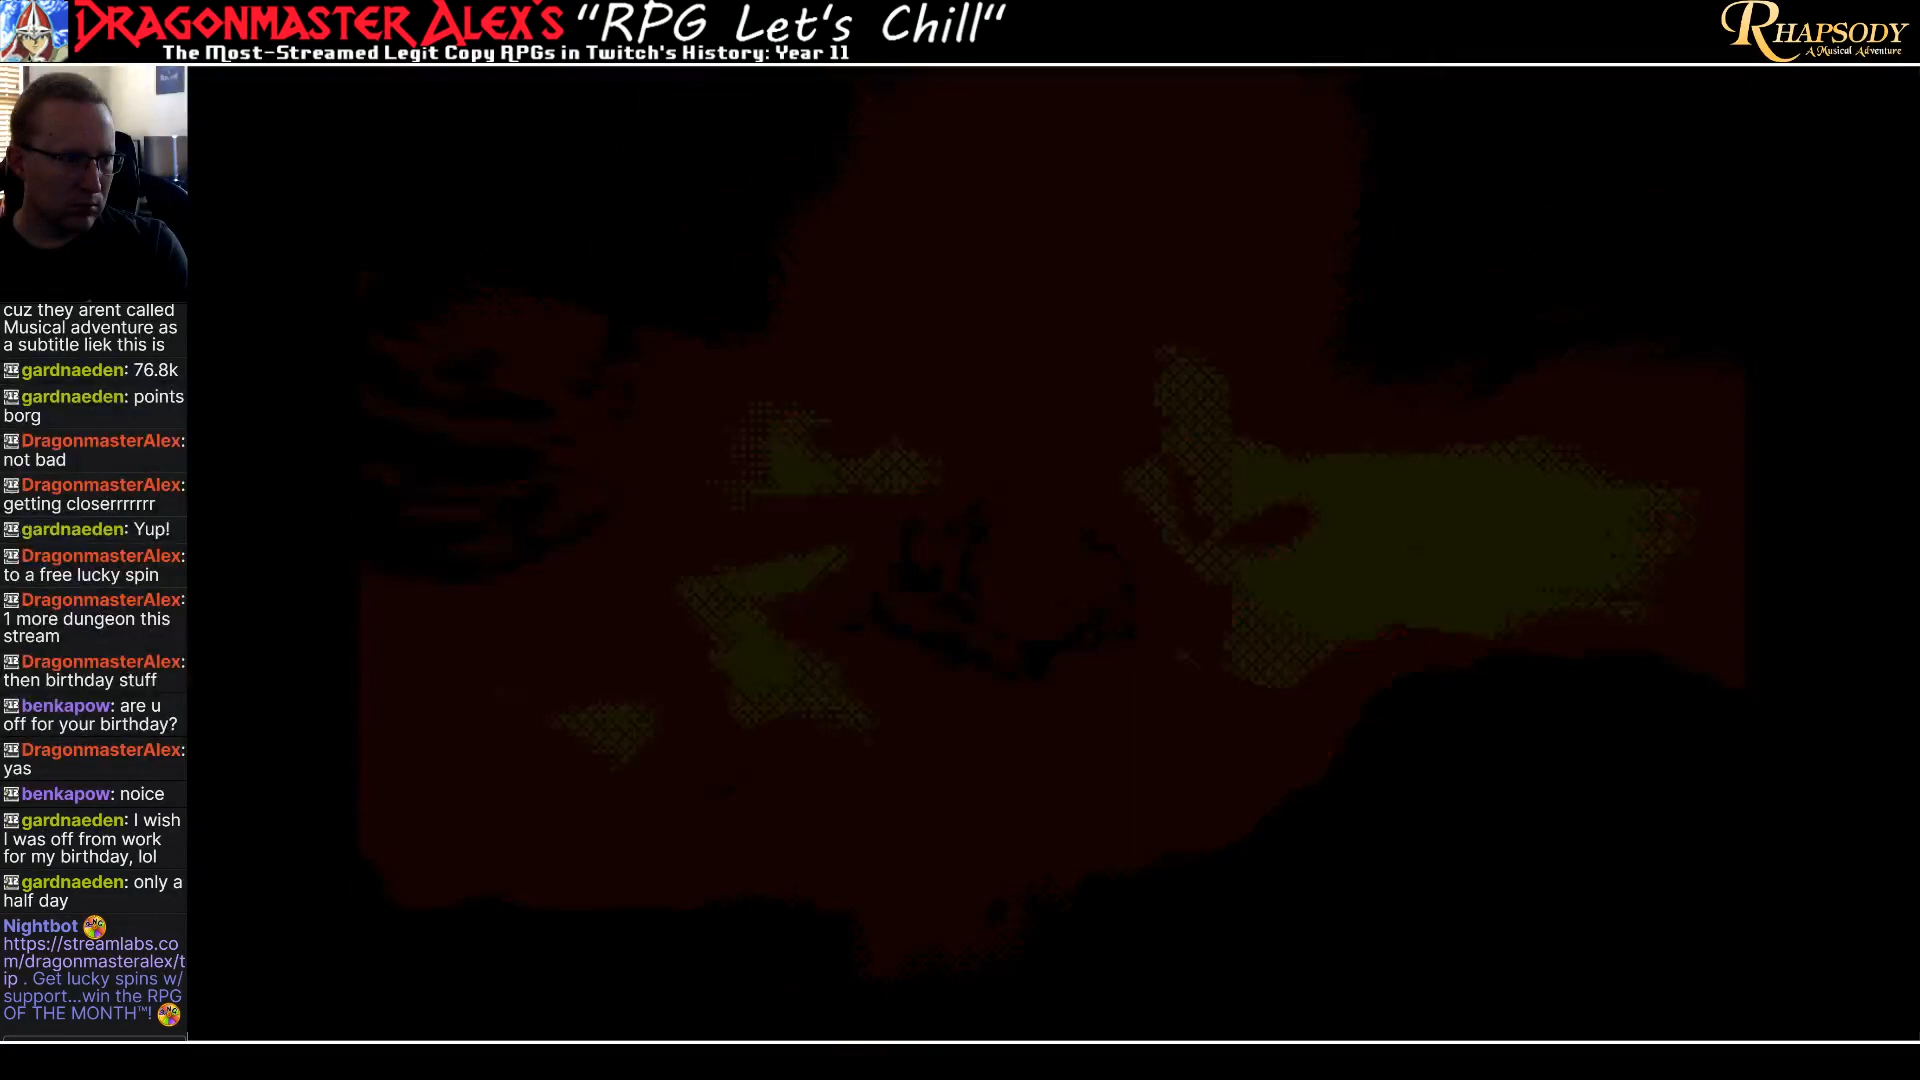 DRAGONMASTER ALEX'S "RPG Let's Chill"
The Most-Streamed Legit Copy RPGs in Twitch's History: Year 11
RHAPSODY
A Musical Adventure
cuz they arent called
Musical adventure as
a subtitle liek this is
gardnaeden: 76.8k
gardnaeden: points
borg
DragonmasterAlex:
not bad
DragonmasterAlex:
getting closerrrrrrr
gardnaeden: Yup!
DragonmasterAlex:
to a free lucky spin
DragonmasterAlex:
1 more dungeon this
stream
DragonmasterAlex:
then birthday stuff
benkapow: are u
off for your birthday?
DragonmasterAlex:
yas
benkapow: noice
gardnaeden: I wish
I was off from work
for my birthday, lol
gardnaeden: only a
half day
Nightbot
https://streamlabs.co
m/dragonmasteralex/t
ip . Get lucky spins w/
support...win the RPG
OF THE MONTH™!